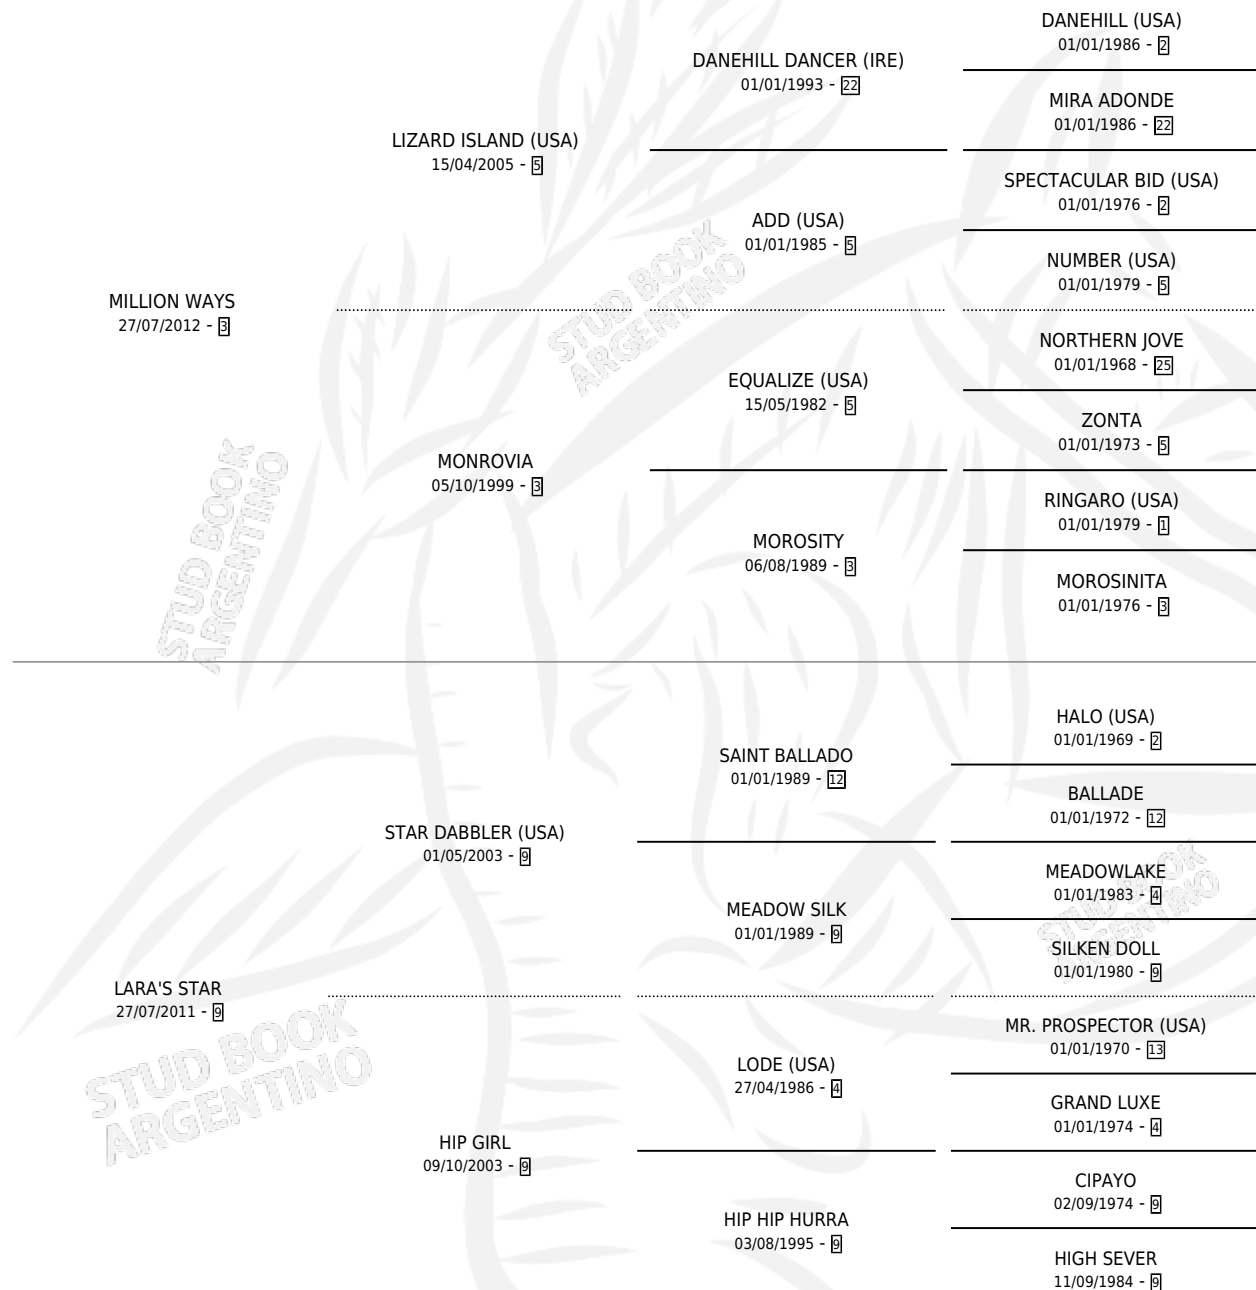 DANEHILL (USA)
01/01/1986 - 2
DANEHILL DANCER (IRE)
01/01/1993 - 22
MIRA ADONDE
01/01/1986 - 22
LIZARD ISLAND (USA)
15/04/2005 - 5
SPECTACULAR BID (USA)
01/01/1976 - 2
ADD (USA)
01/01/1985 - 5
NUMBER (USA)
01/01/1979 - 5
MILLION WAYS
27/07/2012 - 3
NORTHERN JOVE
01/01/1968 - 25
EQUALIZE (USA)
15/05/1982 - 5
ZONTA
01/01/1973 - 5
MONROVIA
05/10/1999 - 3
RINGARO (USA)
01/01/1979 - 1
MOROSITY
06/08/1989 - 3
MOROSINITA
01/01/1976 - 3
HALO (USA)
01/01/1969 - 2
SAINT BALLADO
01/01/1989 - 12
BALLADE
01/01/1972 - 12
STAR DABBLER (USA)
01/05/2003 - 9
MEADOWLAKE
01/01/1983 - 4
MEADOW SILK
01/01/1989 - 9
SILKEN DOLL
01/01/1980 - 9
LARA'S STAR
27/07/2011 - 9
MR. PROSPECTOR (USA)
01/01/1970 - 13
LODE (USA)
27/04/1986 - 4
GRAND LUXE
01/01/1974 - 4
HIP GIRL
09/10/2003 - 9
CIPAYO
02/09/1974 - 9
HIP HIP HURRA
03/08/1995 - 9
HIGH SEVER
11/09/1984 - 9
STUD BOOK
ARGENTINO
STUD BOOK
ARGENTINO
STUD BOOK
ARGENTINO
STUD BOOK
ARGENTINO